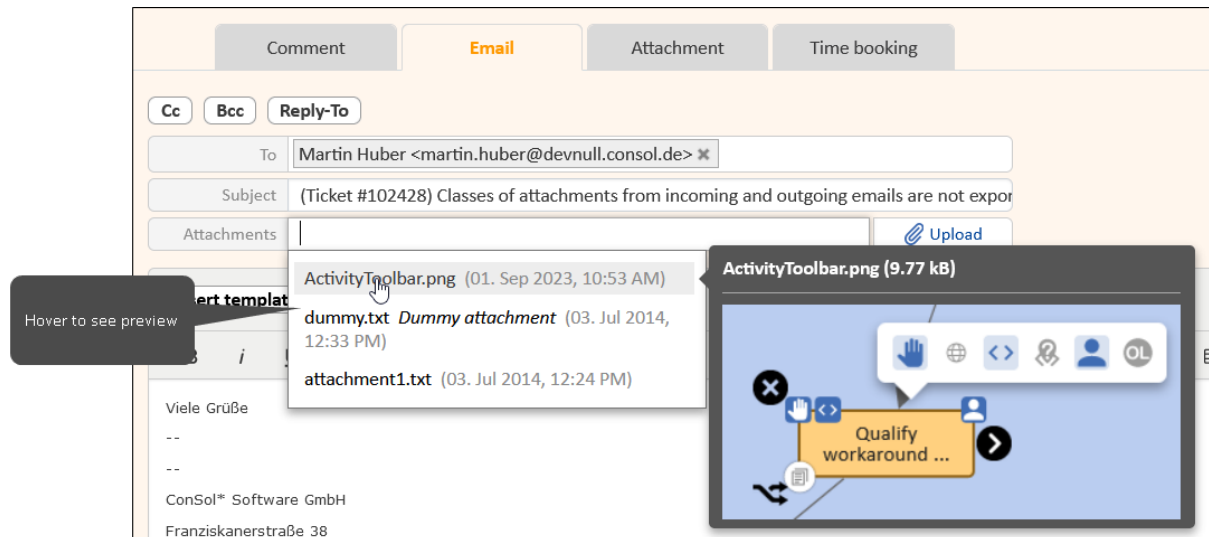 Comment Email Attachment Time booking
Cc Bcc Reply-To
To Martin Huber <martin.huber@devnull.consol.de>
Subject (Ticket #102428) Classes of attachments from incoming and outgoing emails are not expor
Attachments Upload
ActivityToolbar.png (01. Sep 2023, 10:53 AM)
dummy.txt Dummy attachment (03. Jul 2014,
12:33 PM)
attachment1.txt (03. Jul 2014, 12:24 PM)
ActivityToolbar.png (9.77 kB)
OL
Qualify
workaround ...
Hover to see preview
ert templat
i
Viele Grüße
--
--
ConSol* Software GmbH
Franziskanerstraße 38